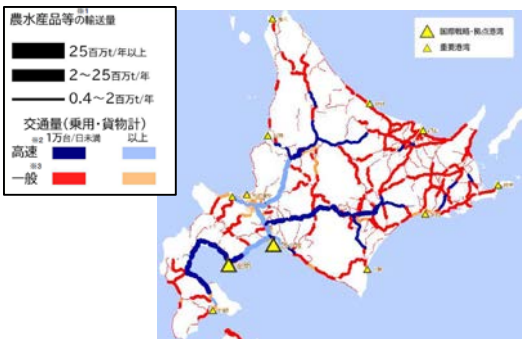 農水産品等※1の輸送量
25百万t/年以上
2~25百万t/年
0.4~2百万t/年
交通量(乗用・貨物計)
※2 1万台/日未満 以上
高速
※3
一般
国際戦略・拠点港湾
重要港湾